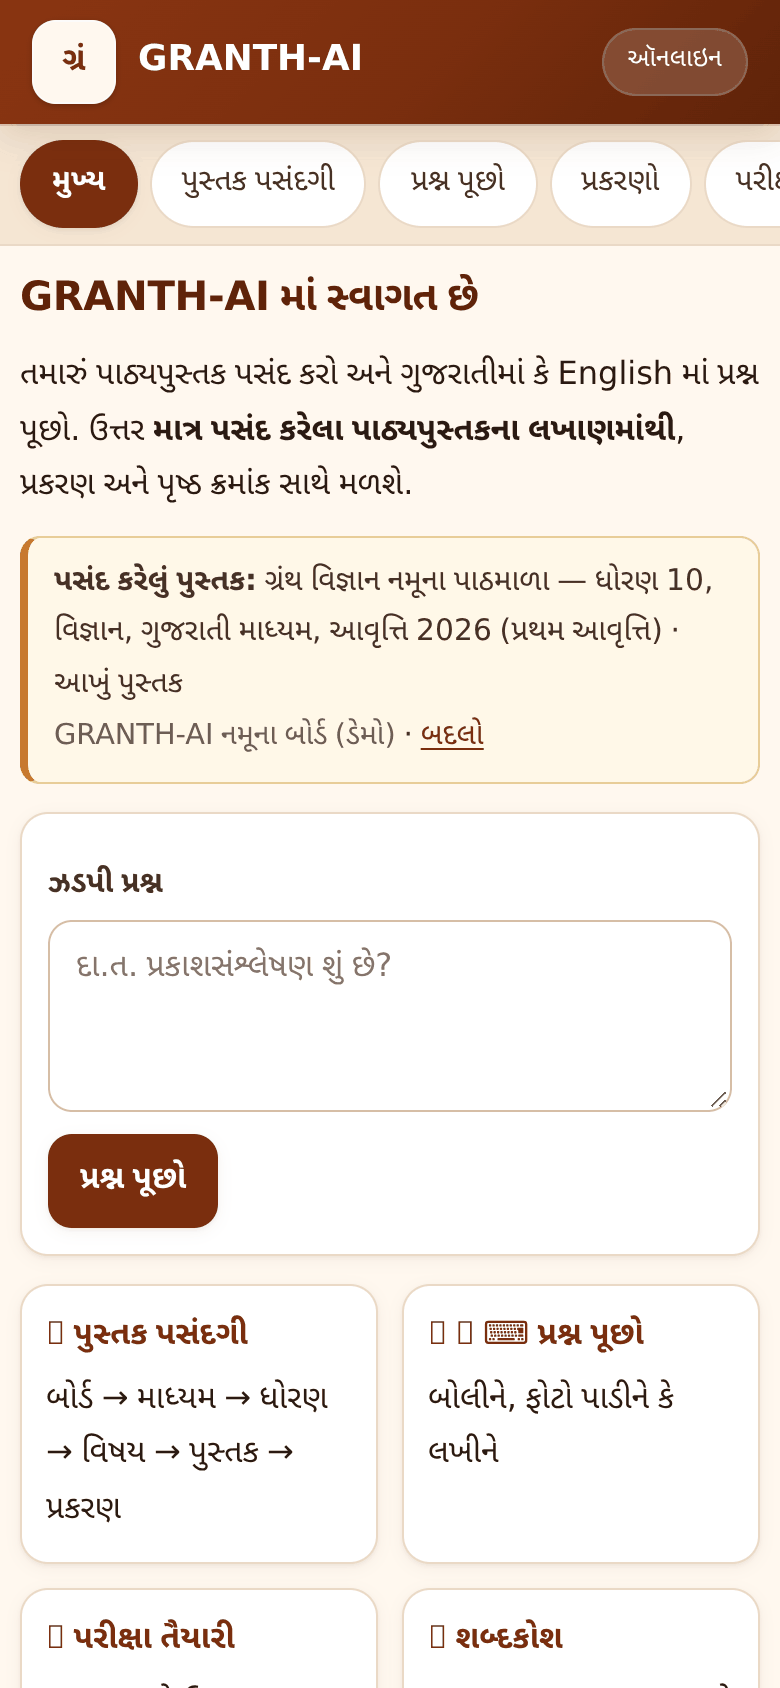 ગ્રં GRANTH-AI ઑનલાઇન
મુખ્ય પુસ્તક પસંદગી પ્રશ્ન પૂછો પ્રકરણો
GRANTH-AI માં સ્વાગત છે
તમારું પાઠ્યપુસ્તક પસંદ કરો અને ગુજરાતીમાં કે English માં પ્રશ્ન
પૂછો. ઉત્તર માત્ર પસંદ કરેલા પાઠ્યપુસ્તકના લખાણમાંથી,
પ્રકરણ અને પૃષ્ઠ ક્રમાંક સાથે મળશે.
પસંદ કરેલું પુસ્તક: ગ્રંથ વિજ્ઞાન નમૂના પાઠમાળા — ધોરણ 10,
વિજ્ઞાન, ગુજરાતી માધ્યમ, આવૃત્તિ 2026 (પ્રથમ આવૃત્તિ) ·
આખું પુસ્તક
GRANTH-AI નમૂના બોર્ડ (ડેમો) · બદલો
ઝડપી પ્રશ્ન
દા.ત. પ્રકાશસંશ્લેષણ શું છે?
પ્રશ્ન પૂછો
પુસ્તક પસંદગી
બોર્ડ → માધ્યમ → ધોરણ
→ વિષય → પુસ્તક →
પ્રકરણ
પ્રશ્ન પૂછો
બોલીને, ફોટો પાડીને કે
લખીને
પરીક્ષા તૈયારી
શબ્દકોશ